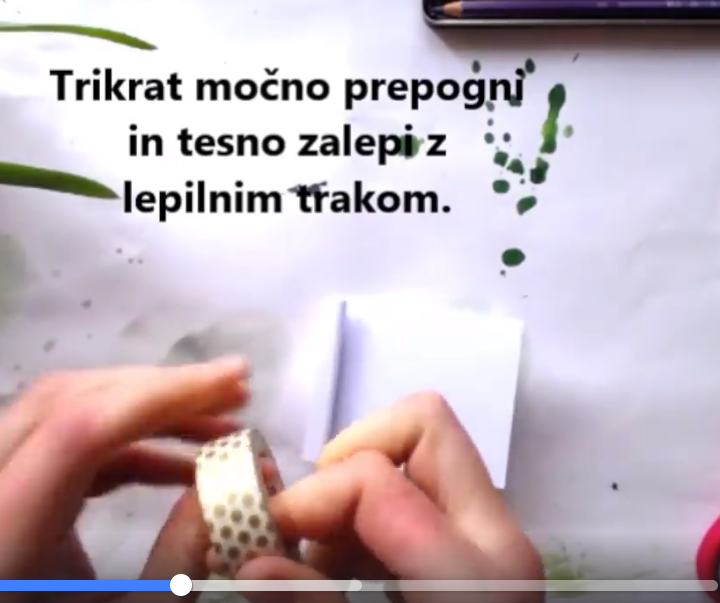 Trikrat močno prepogni
in tesno zalepi z
lepilnim trakom.